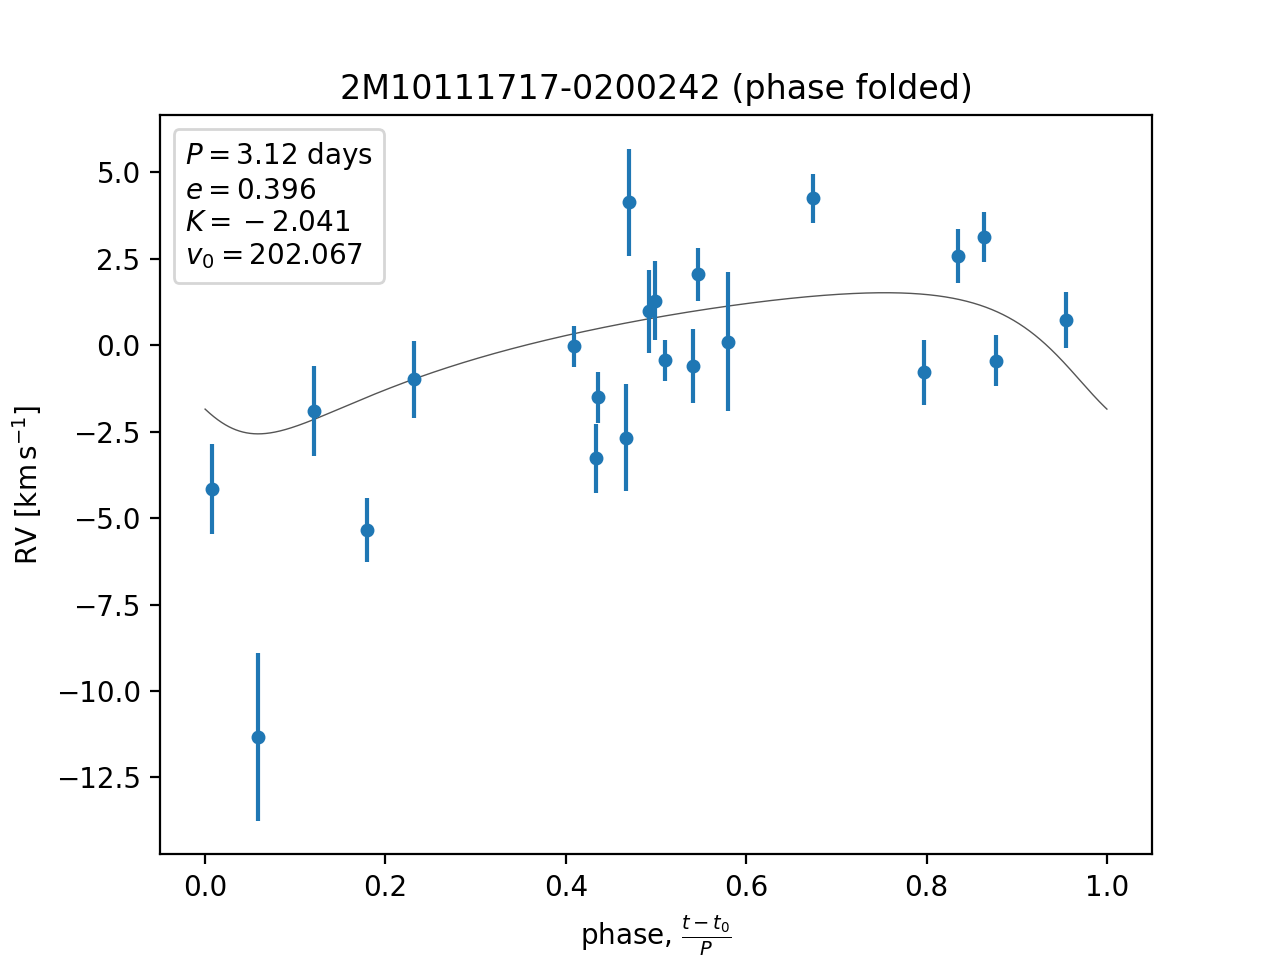 2M10111717-0200242 (phase folded)
P = 3.12 days
e = 0.396
K = −2.041
v₀ = 202.067
5.0
2.5
0.0
−2.5
−5.0
−7.5
−10.0
−12.5
RV [km s⁻¹]
0.0 0.2 0.4 0.6 0.8 1.0
phase, (t − t₀)/P